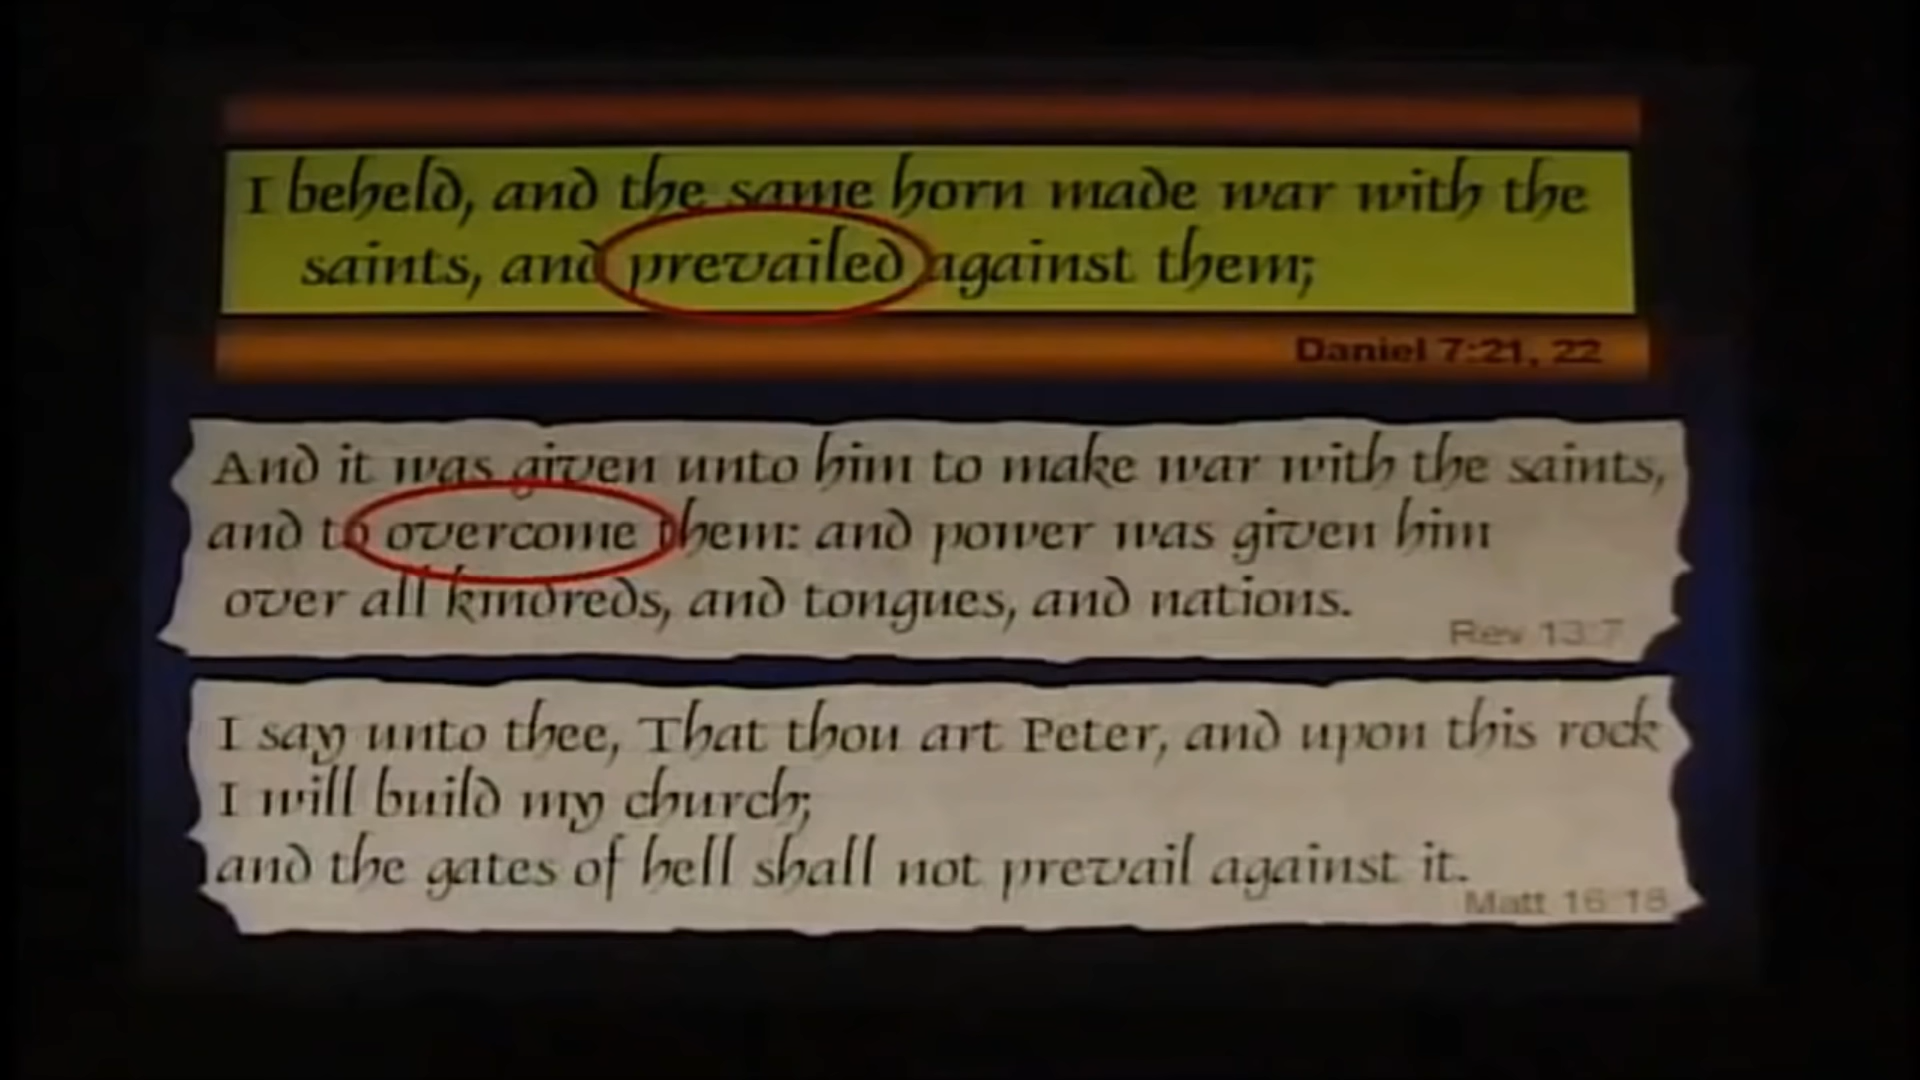 I beheld, and the same horn made war with the
saints, and prevailed against them;
Daniel 7:21, 22
And it was given unto him to make war with the saints,
and to overcome them: and power was given him
over all kindreds, and tongues, and nations.
Rev 13:7
I say unto thee, That thou art Peter, and upon this rock
I will build my church;
and the gates of hell shall not prevail against it.
Matt 16:18